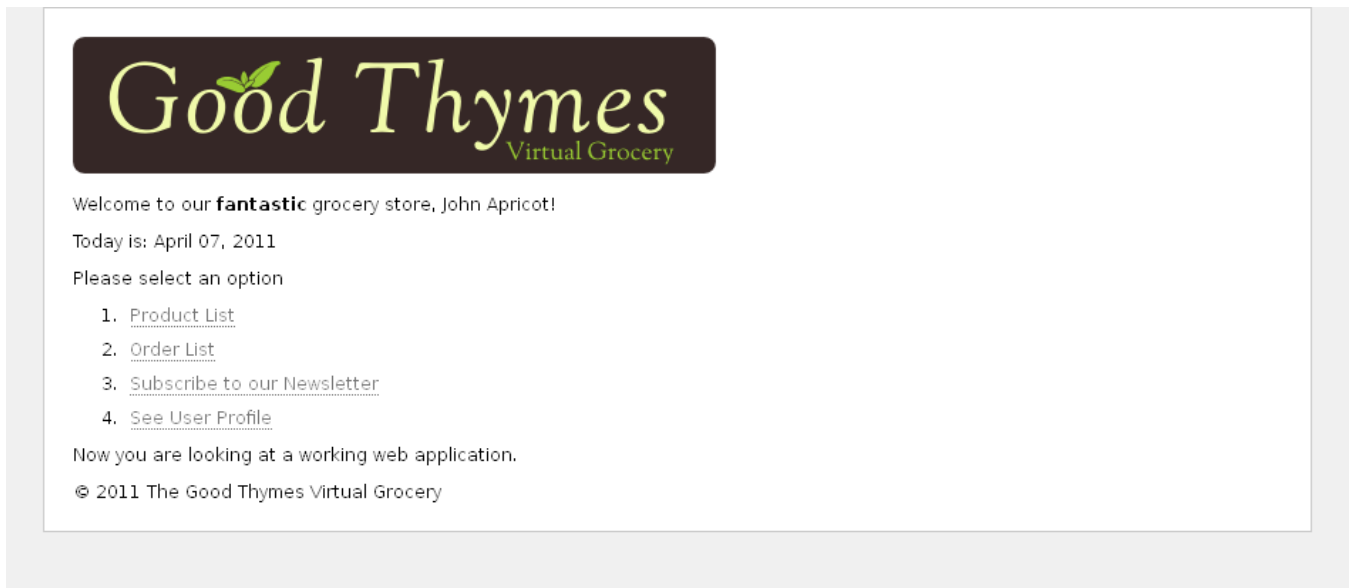 Good Thymes
Virtual Grocery
Welcome to our fantastic grocery store, John Apricot!
Today is: April 07, 2011
Please select an option
1. Product List
2. Order List
3. Subscribe to our Newsletter
4. See User Profile
Now you are looking at a working web application.
© 2011 The Good Thymes Virtual Grocery